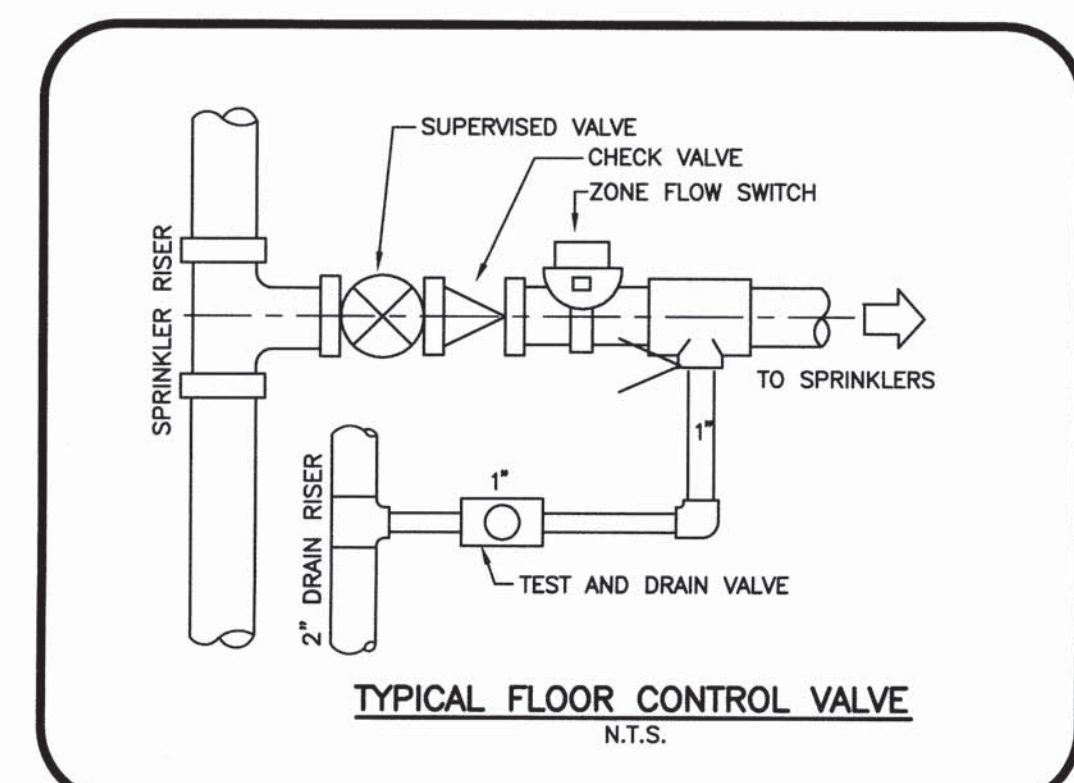 SUPERVISED VALVE
CHECK VALVE
ZONE FLOW SWITCH
SPRINKLER RISER
TO SPRINKLERS
1"
1"
2" DRAIN RISER
TEST AND DRAIN VALVE
TYPICAL FLOOR CONTROL VALVE
N.T.S.